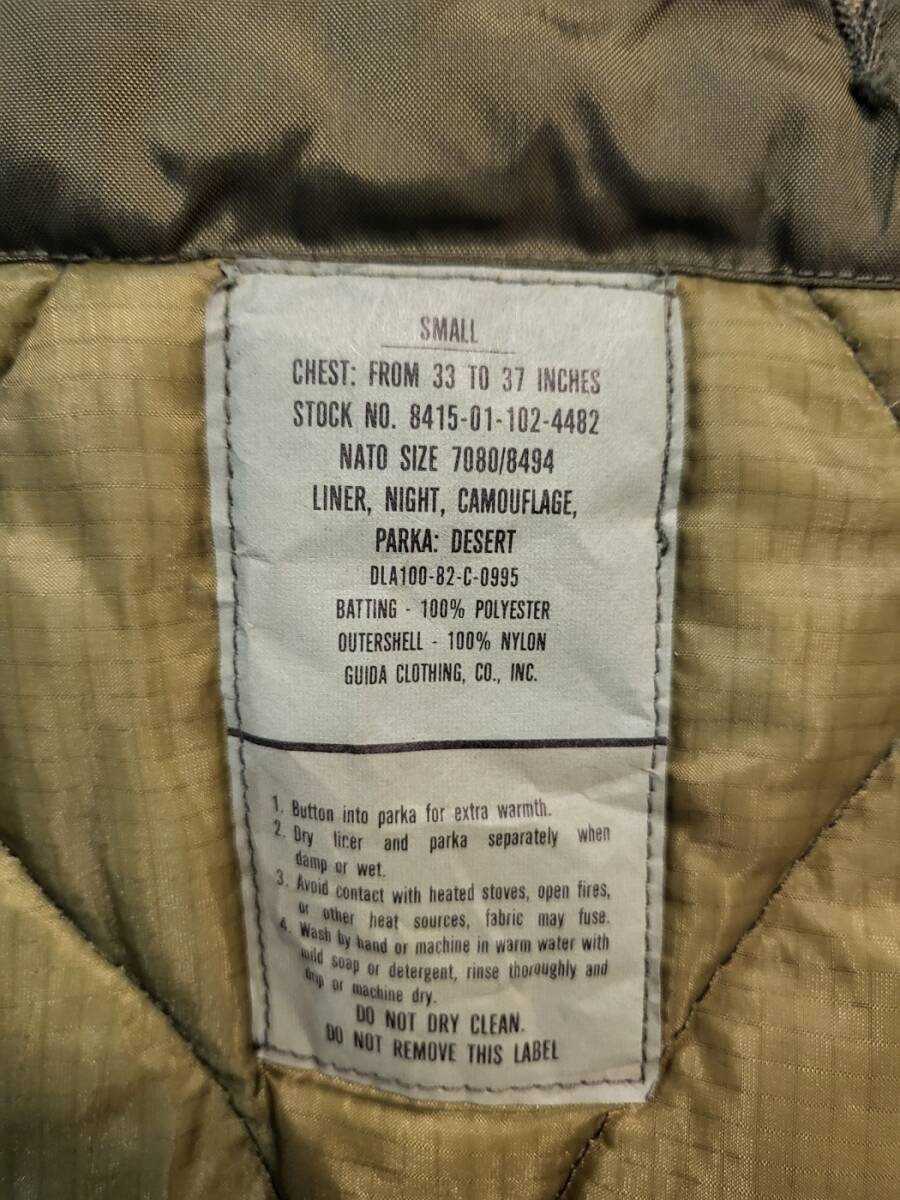 SMALL
CHEST: FROM 33 TO 37 INCHES
STOCK NO. 8415-01-102-4482
NATO SIZE 7080/8494
LINER, NIGHT, CAMOUFLAGE,
PARKA: DESERT
DLA100-82-C-0995
BATTING - 100% POLYESTER
OUTERSHELL - 100% NYLON
GUIDA CLOTHING, CO., INC.
1. Button into parka for extra warmth.
2. Dry liner and parka separately when
damp or wet.
3. Avoid contact with heated stoves, open fires,
or other heat sources, fabric may fuse.
4. Wash by hand or machine in warm water with
mild soap or detergent, rinse thoroughly and
drip or machine dry.
DO NOT DRY CLEAN.
DO NOT REMOVE THIS LABEL